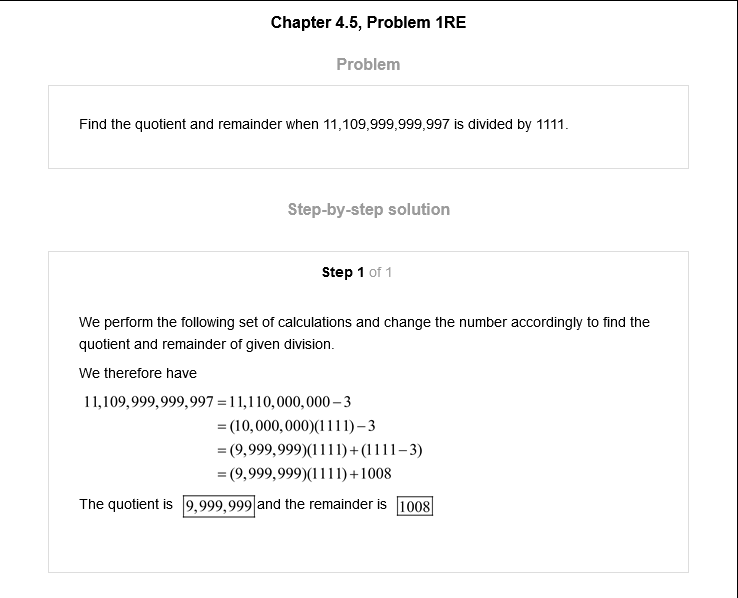 Chapter 4.5, Problem 1RE
Problem
Find the quotient and remainder when 11,109,999,999,997 is divided by 1111.
Step-by-step solution
Step 1 of 1
We perform the following set of calculations and change the number accordingly to find the
quotient and remainder of given division.
We therefore have
11,109,999,999,997 = 11,110,000,000 − 3
= (10,000,000)(1111) − 3
= (9,999,999)(1111) + (1111 − 3)
= (9,999,999)(1111) + 1008
The quotient is 9,999,999 and the remainder is 1008